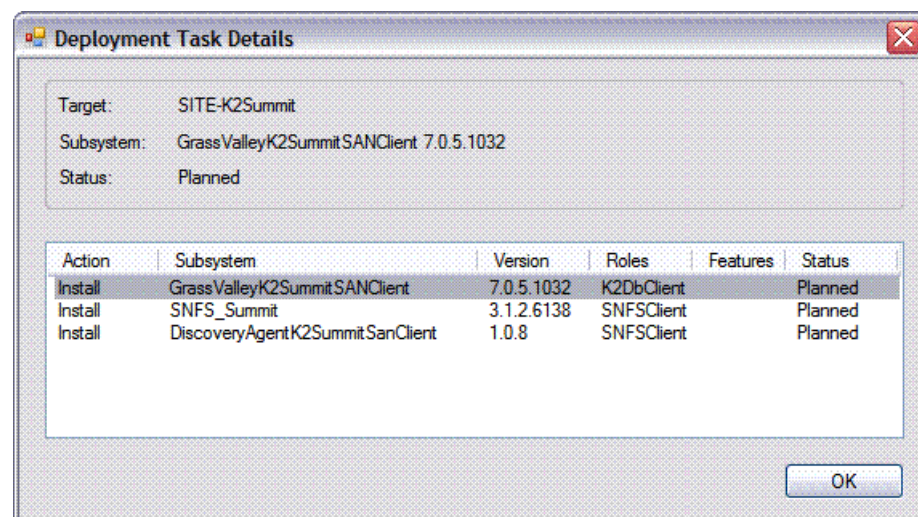 Deployment Task Details
Target: SITE-K2Summit
Subsystem: GrassValleyK2SummitSANClient 7.0.5.1032
Status: Planned
Action Subsystem Version Roles Features Status
Install GrassValleyK2SummitSANClient 7.0.5.1032 K2DbClient Planned
Install SNFS_Summit 3.1.2.6138 SNFSClient Planned
Install DiscoveryAgentK2SummitSanClient 1.0.8 SNFSClient Planned
OK